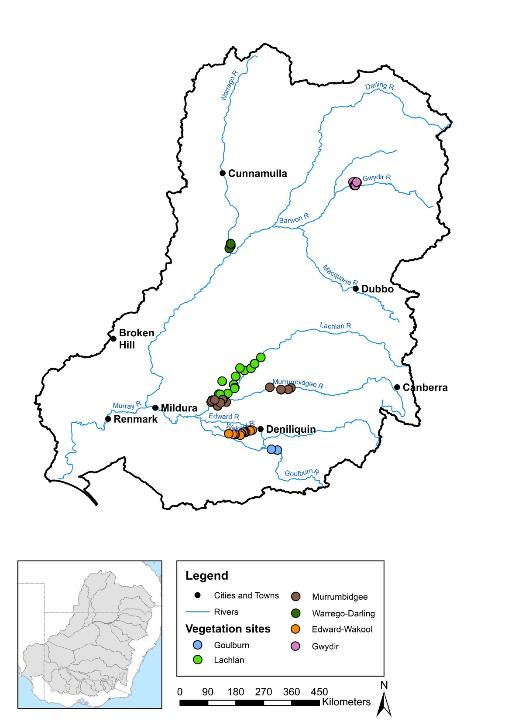 Warrego R
Darling R
Cunnamulla
Gwydir R
Barwon R
Macquarie R
Dubbo
Lachlan R
Broken
Hill
Murrumbidgee R
Canberra
Murray R
Mildura
Renmark
Edward R
Deniliquin
Goulburn R
Legend
Cities and Towns
Rivers
Vegetation sites
Goulburn
Lachlan
Murrumbidgee
Warrego-Darling
Edward-Wakool
Gwydir
0 90 180 270 360 450
Kilometers
N